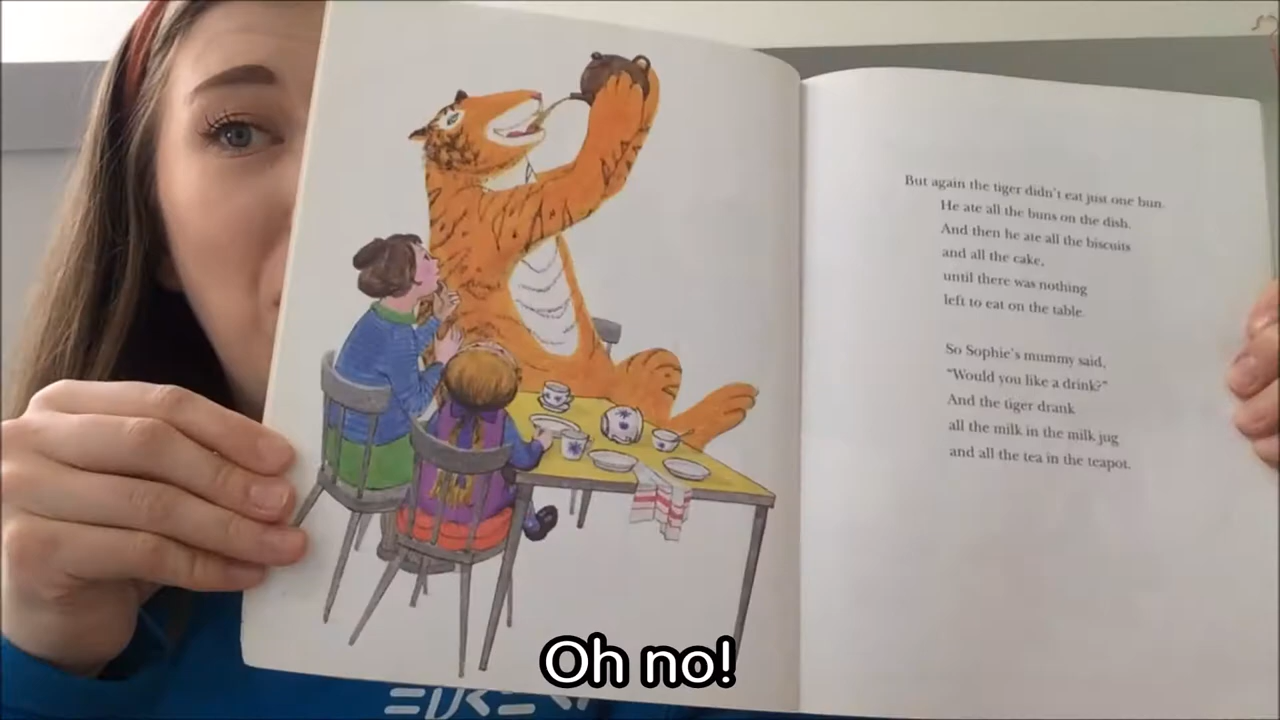 But again the tiger didn't eat just one bun.
He ate all the buns on the dish.
And then he ate all the biscuits
and all the cake,
until there was nothing
left to eat on the table.
So Sophie's mummy said,
"Would you like a drink?"
And the tiger drank
all the milk in the milk jug
and all the tea in the teapot.
Oh no!